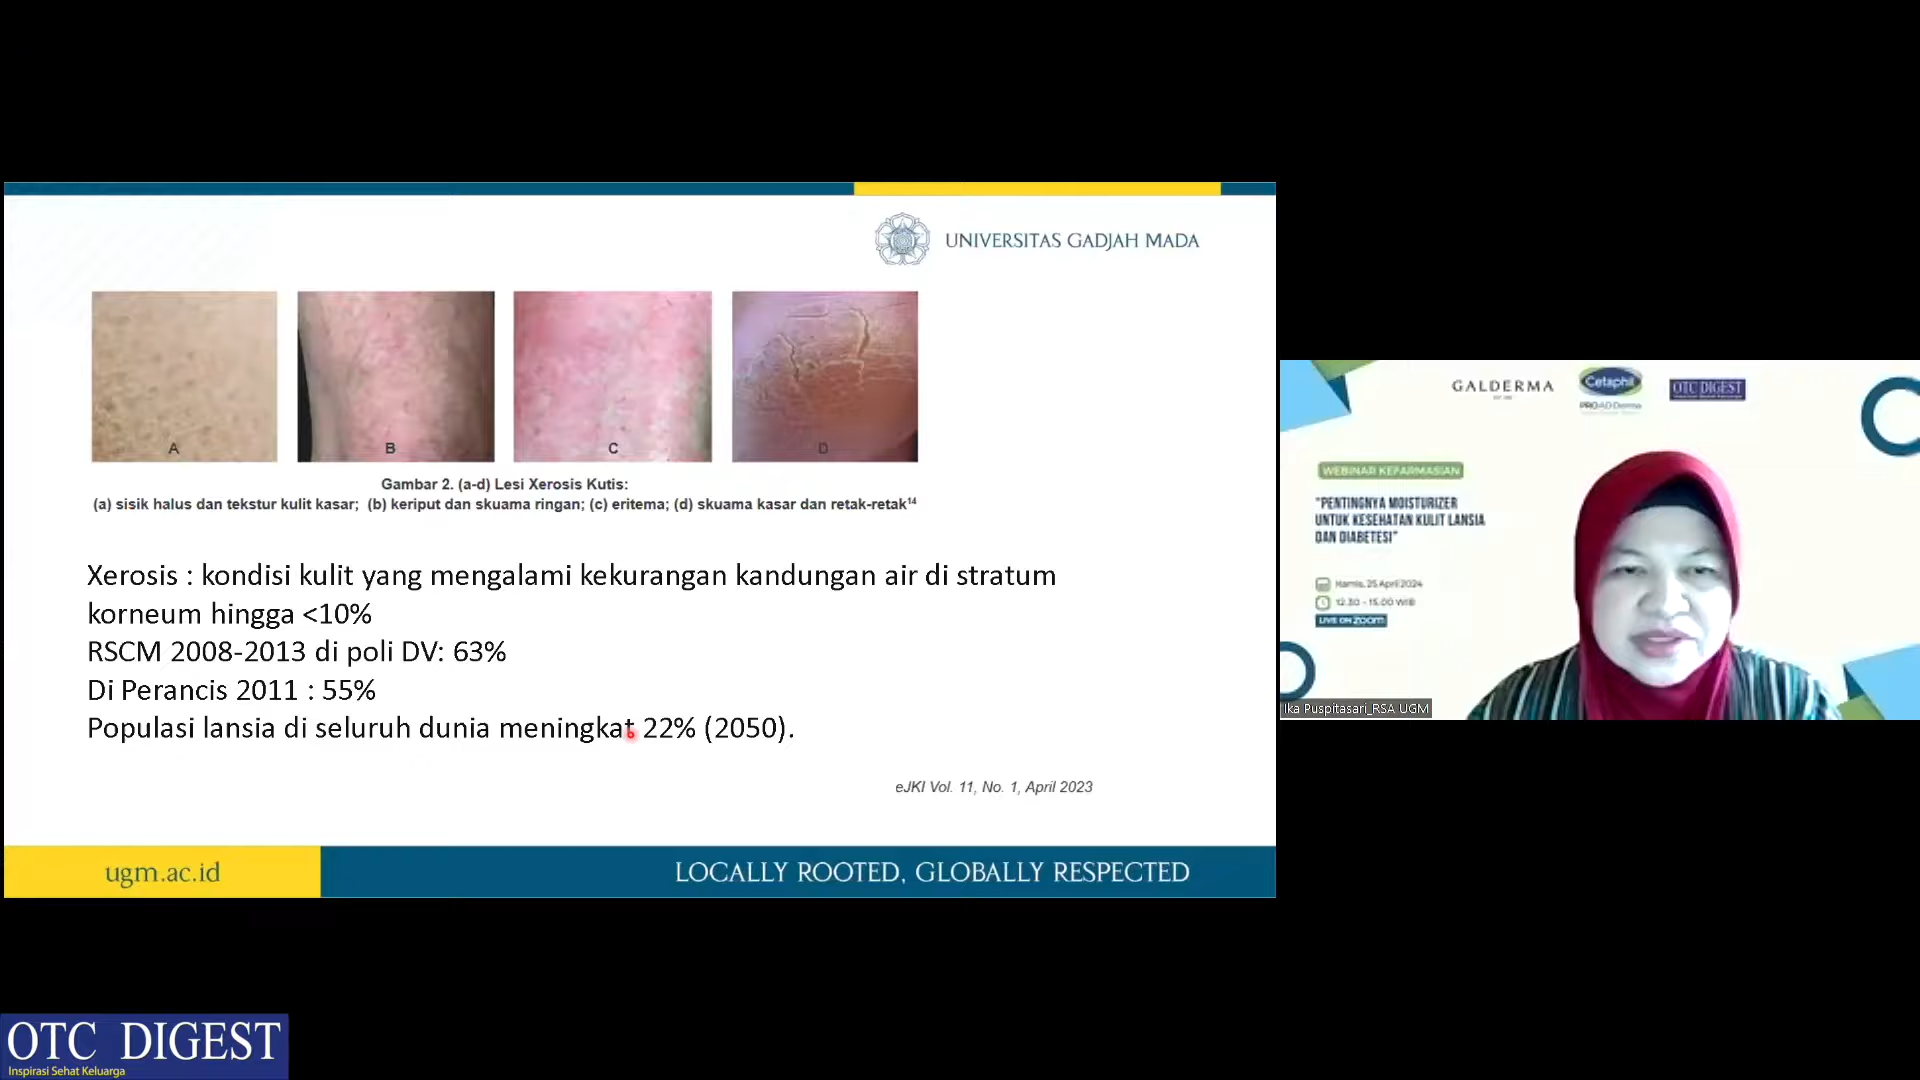 UNIVERSITAS GADJAH MADA
A
B
C
D
Gambar 2. (a-d) Lesi Xerosis Kutis:
(a) sisik halus dan tekstur kulit kasar; (b) keriput dan skuama ringan; (c) eritema; (d) skuama kasar dan retak-retak¹⁴
Xerosis : kondisi kulit yang mengalami kekurangan kandungan air di stratum
korneum hingga <10%
RSCM 2008-2013 di poli DV: 63%
Di Perancis 2011 : 55%
Populasi lansia di seluruh dunia meningkat 22% (2050).
eJKI Vol. 11, No. 1, April 2023
ugm.ac.id
LOCALLY ROOTED, GLOBALLY RESPECTED
GALDERMA
Cetaphil
PRO AD Derma
OTC DIGEST
WEBINAR KEFARMASIAN
"PENTINGNYA MOISTURIZER
UNTUK KESEHATAN KULIT LANSIA
DAN DIABETESI"
Kamis, 25 April 2024
12.30 - 15.00 WIB
LIVE ON zoom
Ika Puspitasari_RSA UGM
OTC DIGEST
Inspirasi Sehat Keluarga